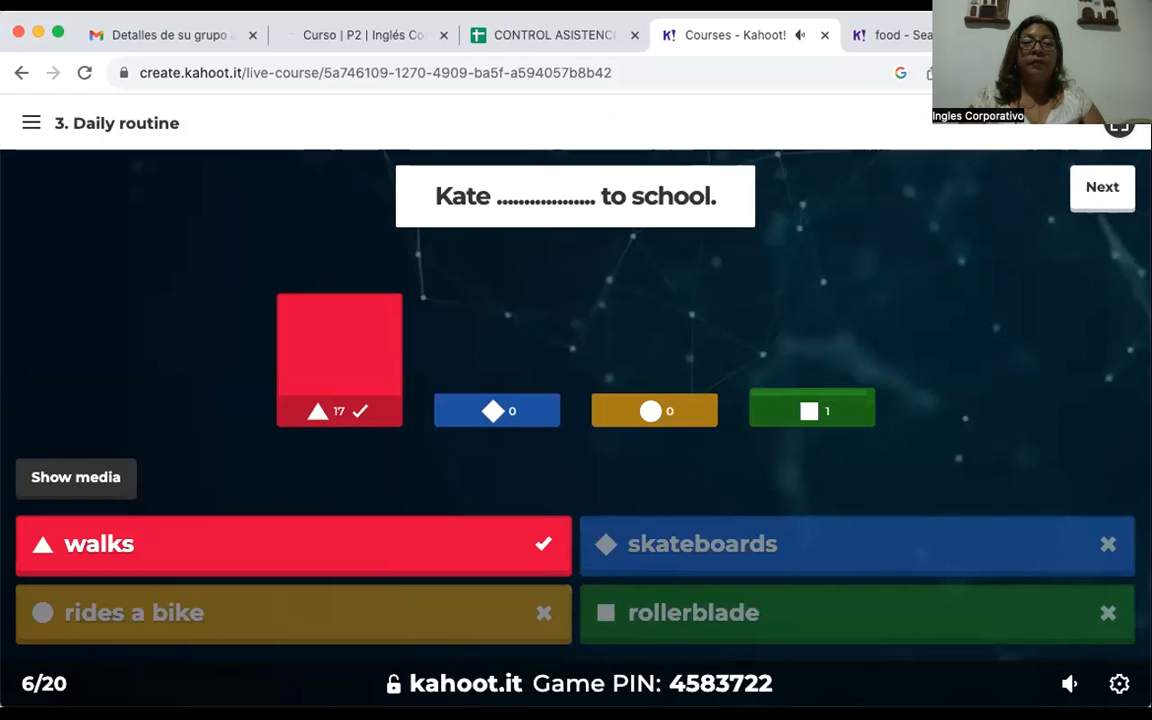 Detalles de su grupo
Curso | P2 | Inglés Co
CONTROL ASISTENC
Courses - Kahoot!
food - Sea
create.kahoot.it/live-course/5a746109-1270-4909-ba5f-a594057b8b42
Ingles Corporativo
3. Daily routine
Kate .................. to school.
Next
17
0
0
1
Show media
walks
skateboards
rides a bike
rollerblade
6/20
kahoot.it Game PIN: 4583722